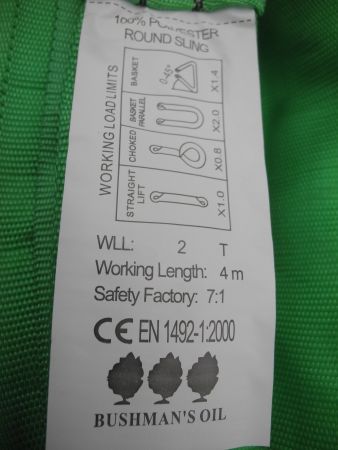 100% POLYESTER
ROUND SLING
WORKING LOAD LIMITS
STRAIGHT LIFT X1.0
CHOKED X0.8
BASKET PARALLEL X2.0
BASKET 0-45° X1.4
WLL: 2 T
Working Length: 4 m
Safety Factory: 7:1
CE EN 1492-1:2000
BUSHMAN'S OIL